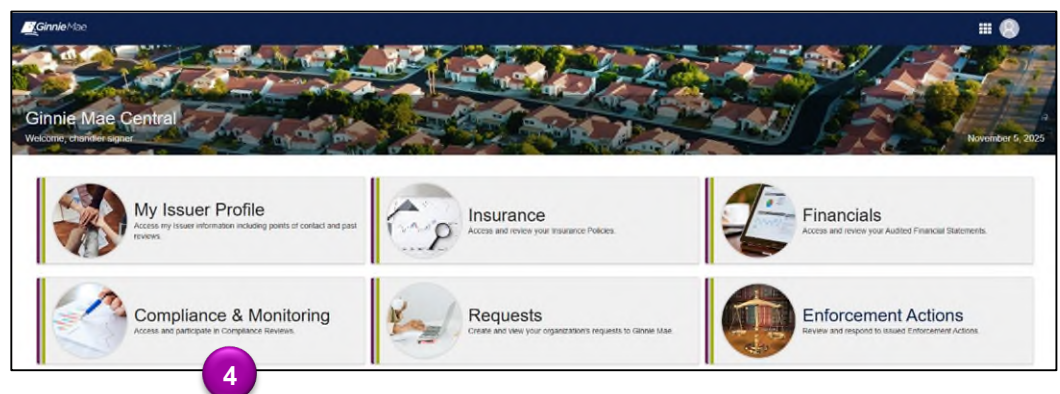 GinnieMae
Ginnie Mae Central
Welcome, chandler signer
November 5, 2025
My Issuer Profile
Access my issuer information including points of contact and past
reviews.
Insurance
Access and review your Insurance Policies.
Financials
Access and review your Audited Financial Statements.
Compliance & Monitoring
Access and participate in Compliance Reviews.
Requests
Create and view your organization's requests to Ginnie Mae.
Enforcement Actions
Review and respond to issued Enforcement Actions.
4